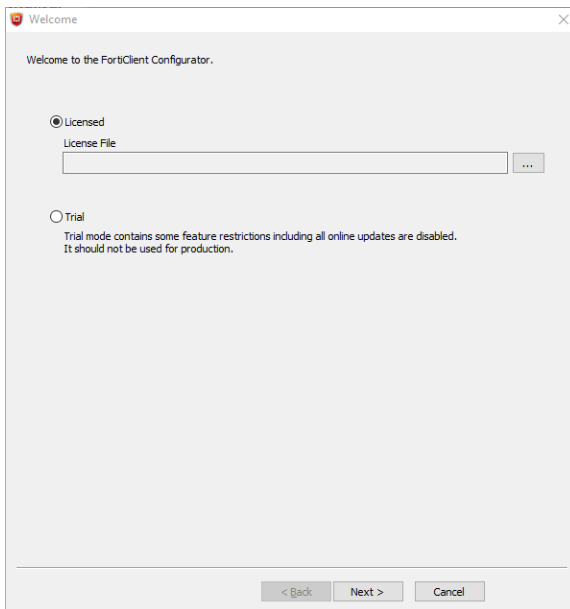 Welcome
Welcome to the FortiClient Configurator.
Licensed
License File
...
Trial
Trial mode contains some feature restrictions including all online updates are disabled.
It should not be used for production.
< Back
Next >
Cancel